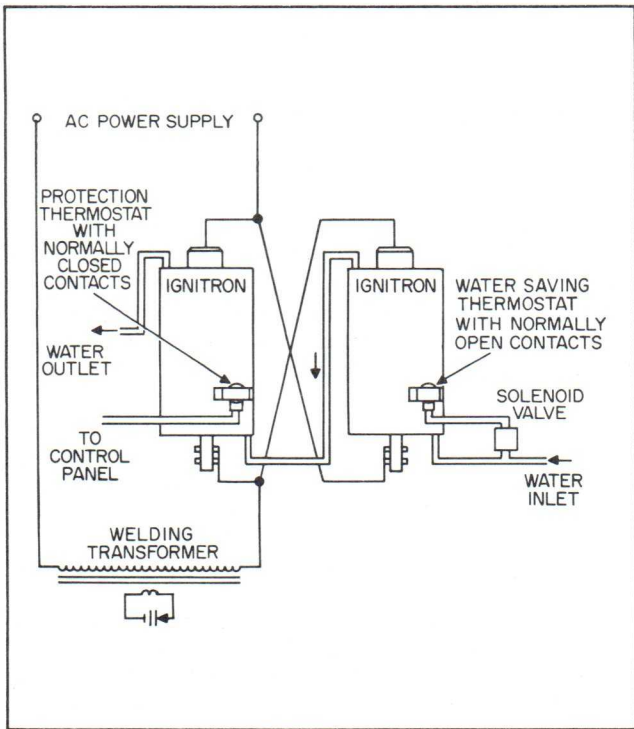 AC POWER SUPPLY
PROTECTION
THERMOSTAT
WITH
NORMALLY
CLOSED
CONTACTS
IGNITRON
IGNITRON
WATER SAVING
THERMOSTAT
WITH NORMALLY
OPEN CONTACTS
WATER
OUTLET
SOLENOID
VALVE
TO
CONTROL
PANEL
WATER
INLET
WELDING
TRANSFORMER